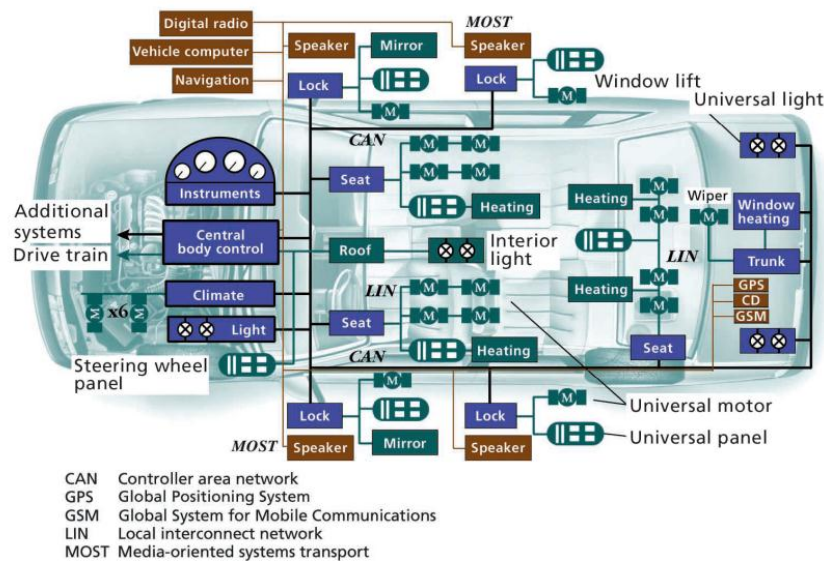 Digital radio
MOST
Vehicle computer
Speaker
Mirror
Speaker
Navigation
Lock
Lock
Window lift
M
M
Universal light
CAN
M
M
Instruments
Seat
M
M
M
Heating
Heating
M
Wiper
M
Window
heating
Additional
systems
Drive train
Central
body control
Roof
Interior
light
LIN
Trunk
Climate
LIN
M
M
M
Heating
GPS
CD
GSM
M
x6
M
Light
Seat
M
M
M
Steering wheel
panel
CAN
Heating
Seat
M
M
Lock
Lock
Universal motor
MOST
Speaker
Mirror
Speaker
Universal panel
CAN Controller area network
GPS Global Positioning System
GSM Global System for Mobile Communications
LIN Local interconnect network
MOST Media-oriented systems transport